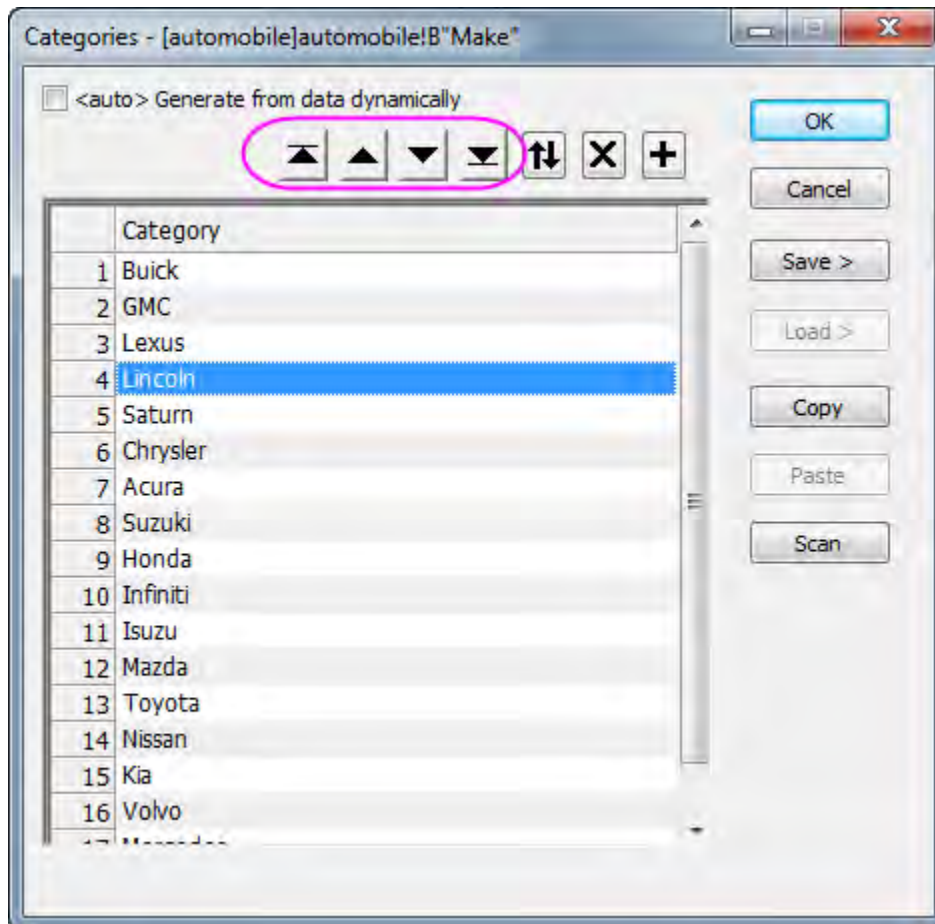 Categories - [automobile]automobile!B"Make"
<auto> Generate from data dynamically
OK
Cancel
Save >
Load >
Copy
Paste
Scan
Category
1 Buick
2 GMC
3 Lexus
4 Lincoln
5 Saturn
6 Chrysler
7 Acura
8 Suzuki
9 Honda
10 Infiniti
11 Isuzu
12 Mazda
13 Toyota
14 Nissan
15 Kia
16 Volvo